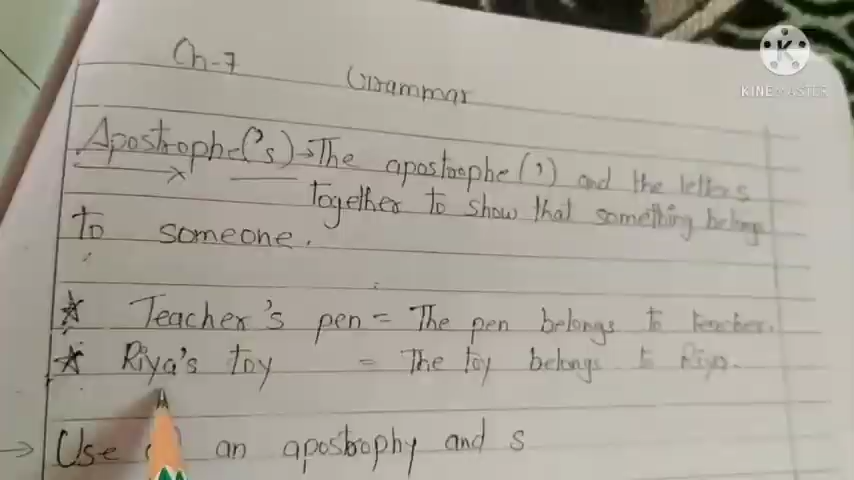 Ch-7
Grammar
KINEMASTER
Apostrophe('s) → The apostrophe (') and the letters
together to show that something belongs
to someone.
Teacher's pen = The pen belongs to teacher.
Riya's toy = The toy belongs to Riya.
→ Use an apostrophy and s